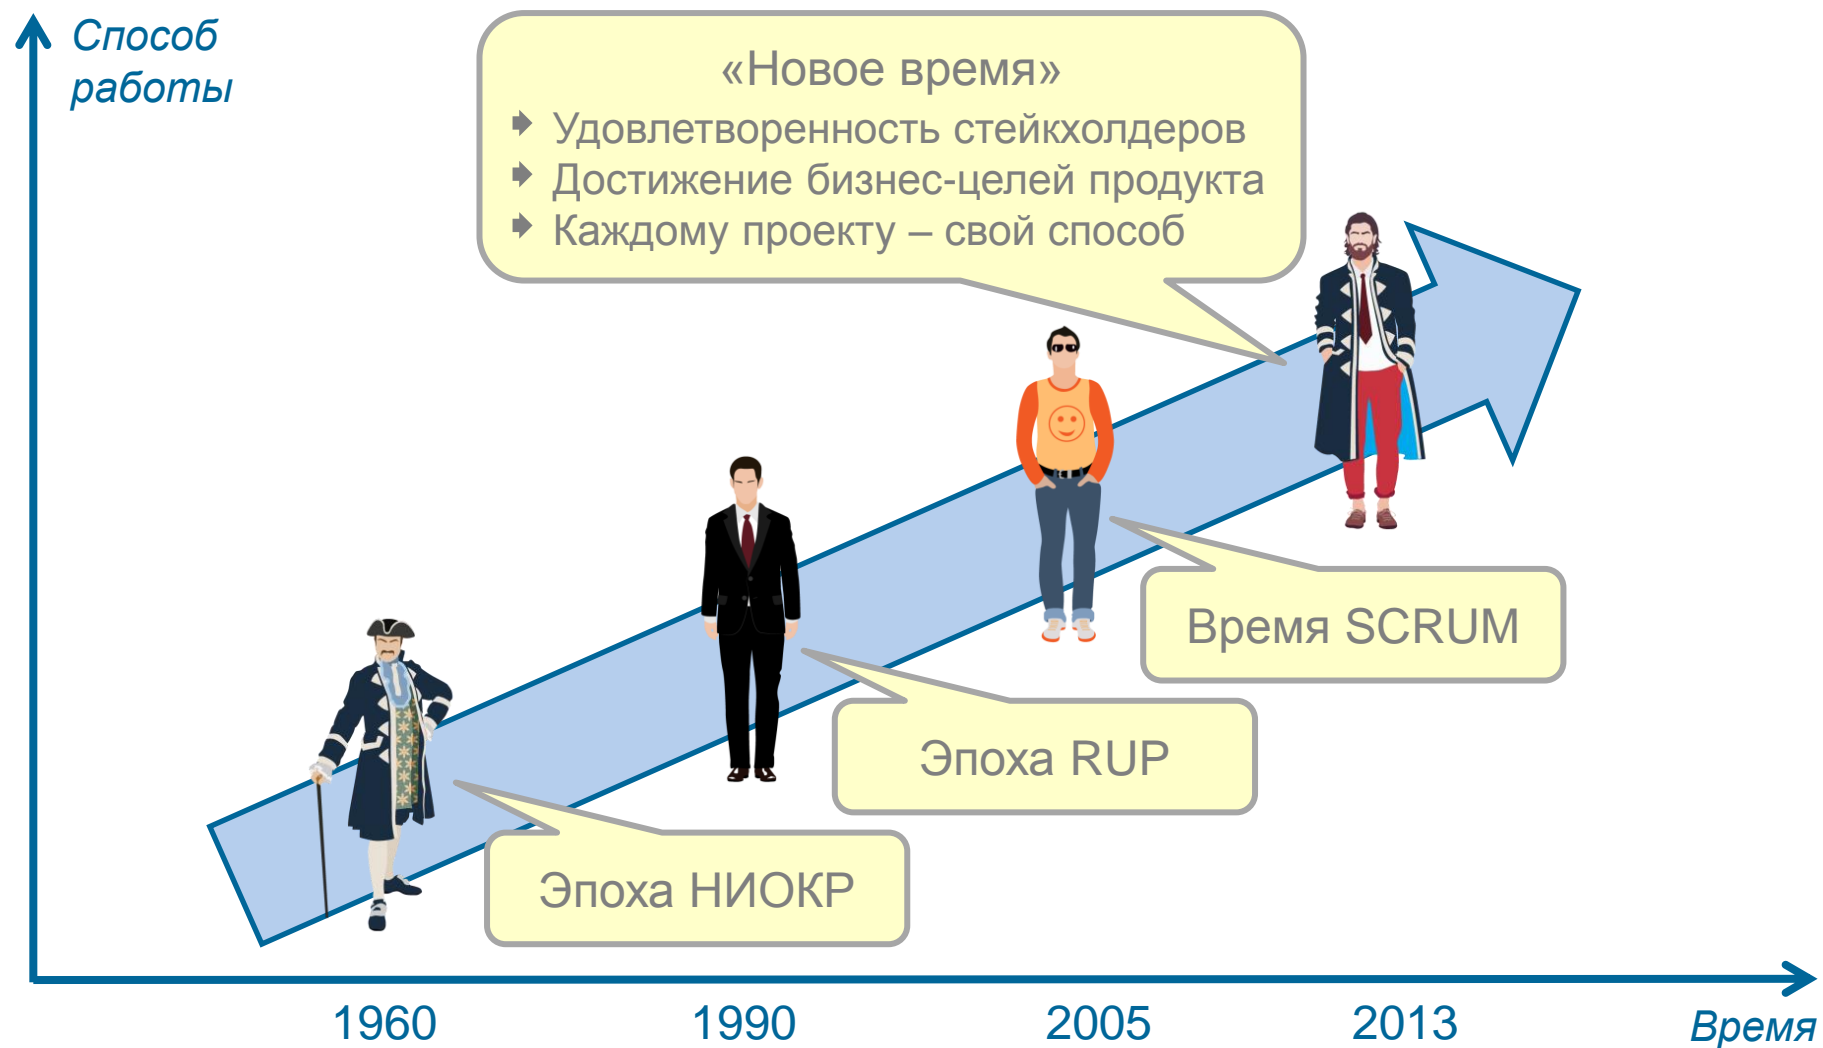 Способ
работы
«Новое время»
Удовлетворенность стейкхолдеров
Достижение бизнес-целей продукта
Каждому проекту – свой способ
Время SCRUM
Эпоха RUP
Эпоха НИОКР
1960
1990
2005
2013
Время